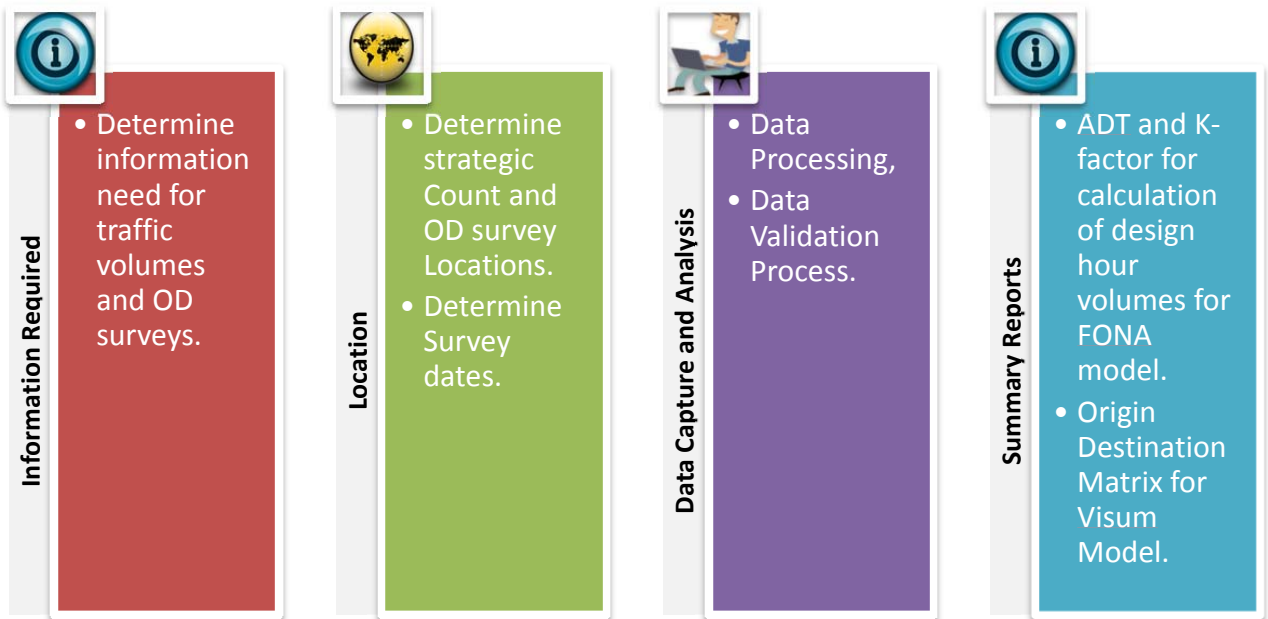 Information Required
• Determine
information
need for
traffic
volumes
and OD
surveys.
Location
• Determine
strategic
Count and
OD survey
Locations.
• Determine
Survey
dates.
Data Capture and Analysis
• Data
Processing,
• Data
Validation
Process.
Summary Reports
• ADT and K-
factor for
calculation
of design
hour
volumes for
FONA
model.
• Origin
Destination
Matrix for
Visum
Model.